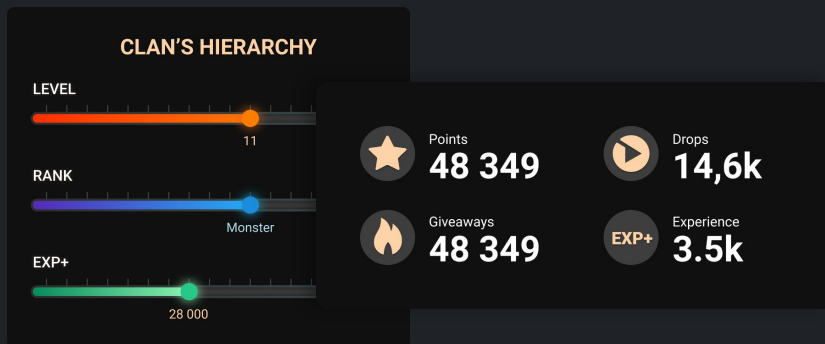 CLAN’S HIERARCHY
LEVEL
11
RANK
Monster
EXP+
28 000
Points
48 349
Drops
14,6k
Giveaways
48 349
EXP+
Experience
3.5k